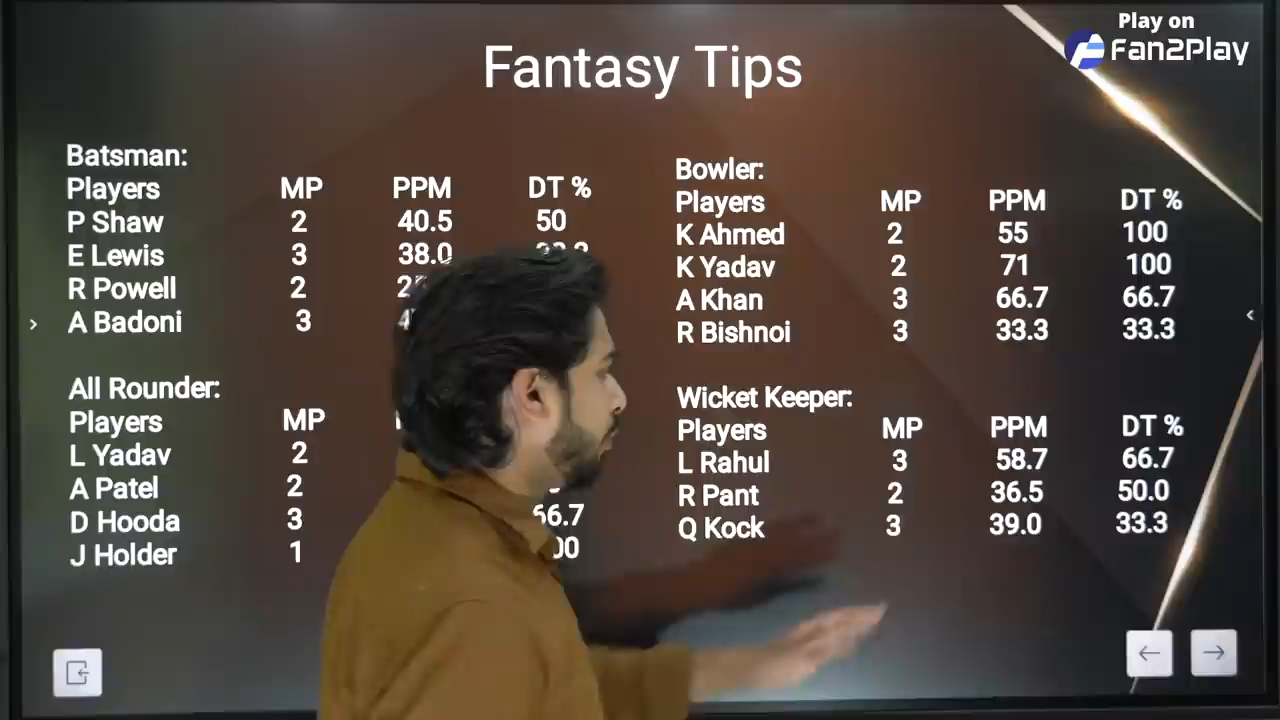 Play on
Fan2Play
Fantasy Tips
Batsman:
Players MP PPM DT %
P Shaw 2 40.5 50
E Lewis 3 38.0
R Powell 2
A Badoni 3
All Rounder:
Players MP
L Yadav 2
A Patel 2
D Hooda 3 66.7
J Holder 1
Bowler:
Players MP PPM DT %
K Ahmed 2 55 100
K Yadav 2 71 100
A Khan 3 66.7 66.7
R Bishnoi 3 33.3 33.3
Wicket Keeper:
Players MP PPM DT %
L Rahul 3 58.7 66.7
R Pant 2 36.5 50.0
Q Kock 3 39.0 33.3